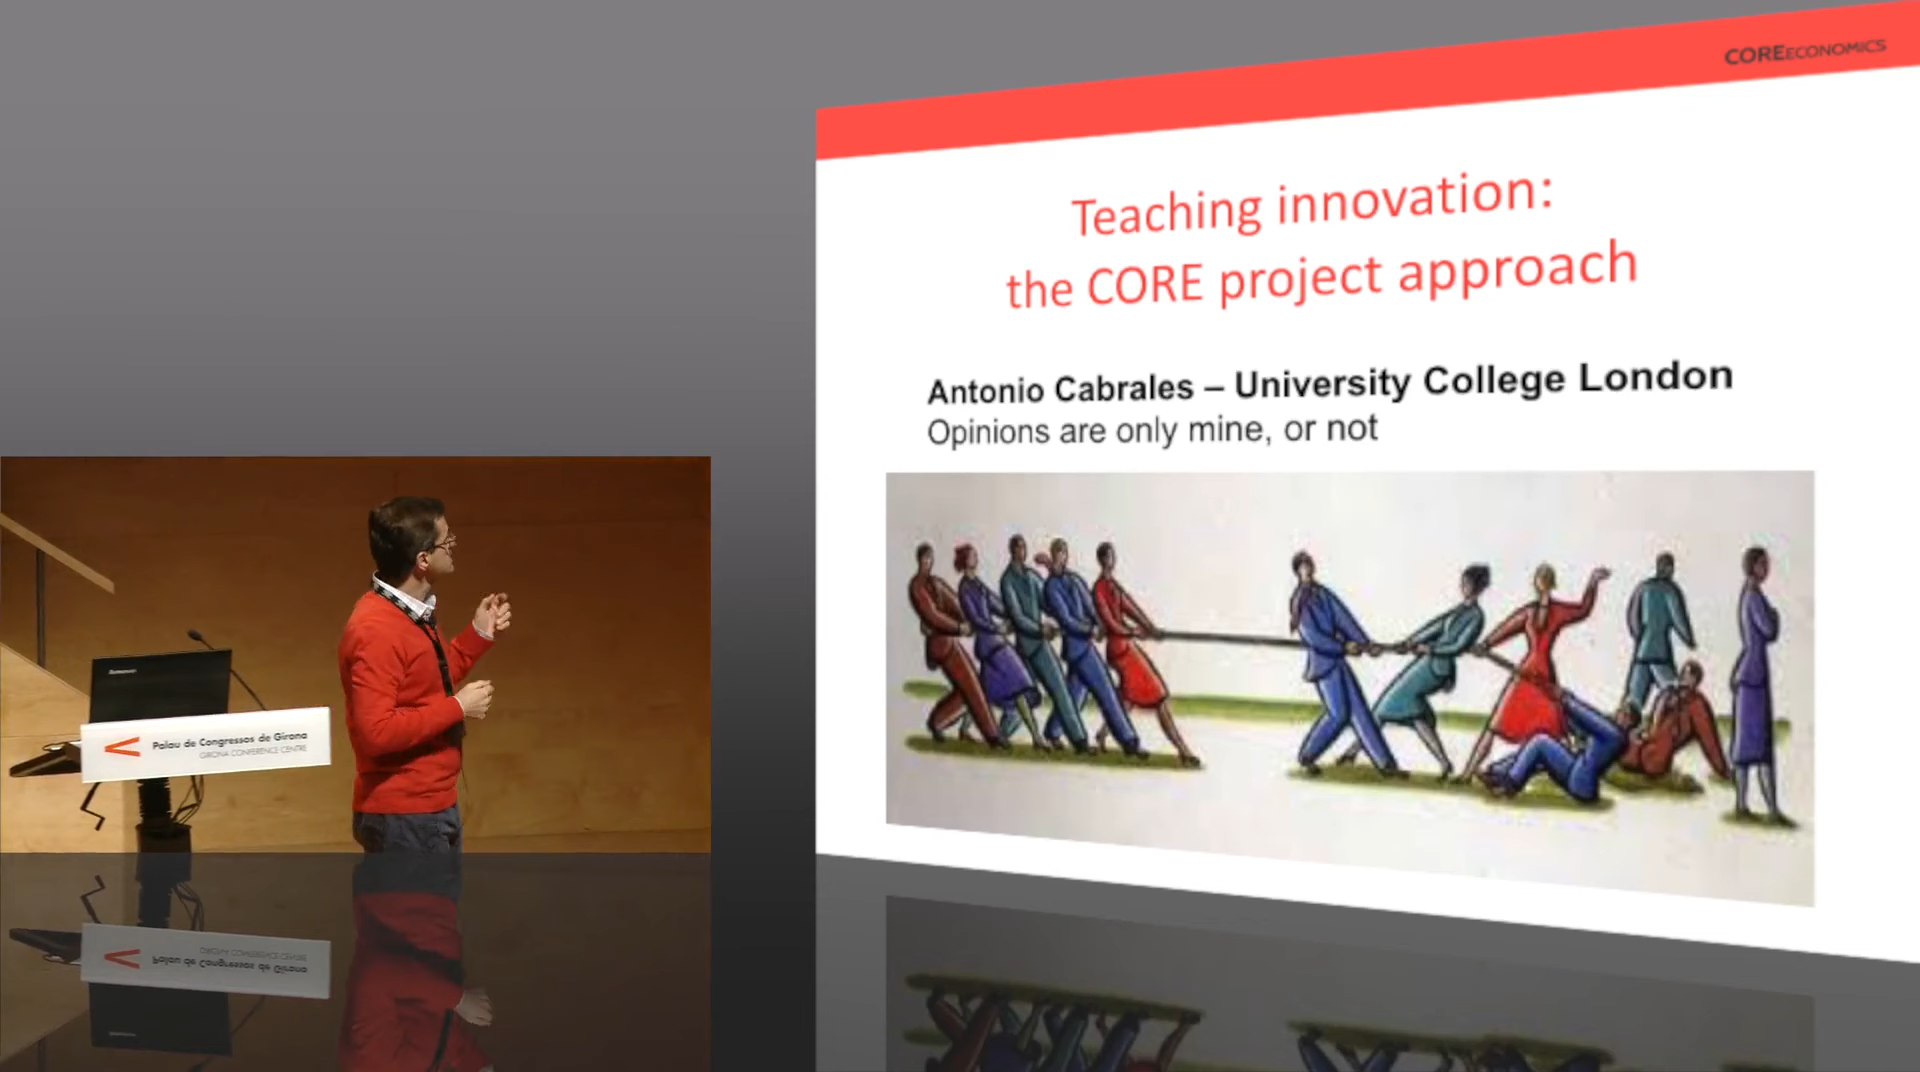 COREECONOMICS
Teaching innovation:
the CORE project approach
Antonio Cabrales – University College London
Opinions are only mine, or not
Palau de Congressos de Girona
GIRONA CONFERENCE CENTRE